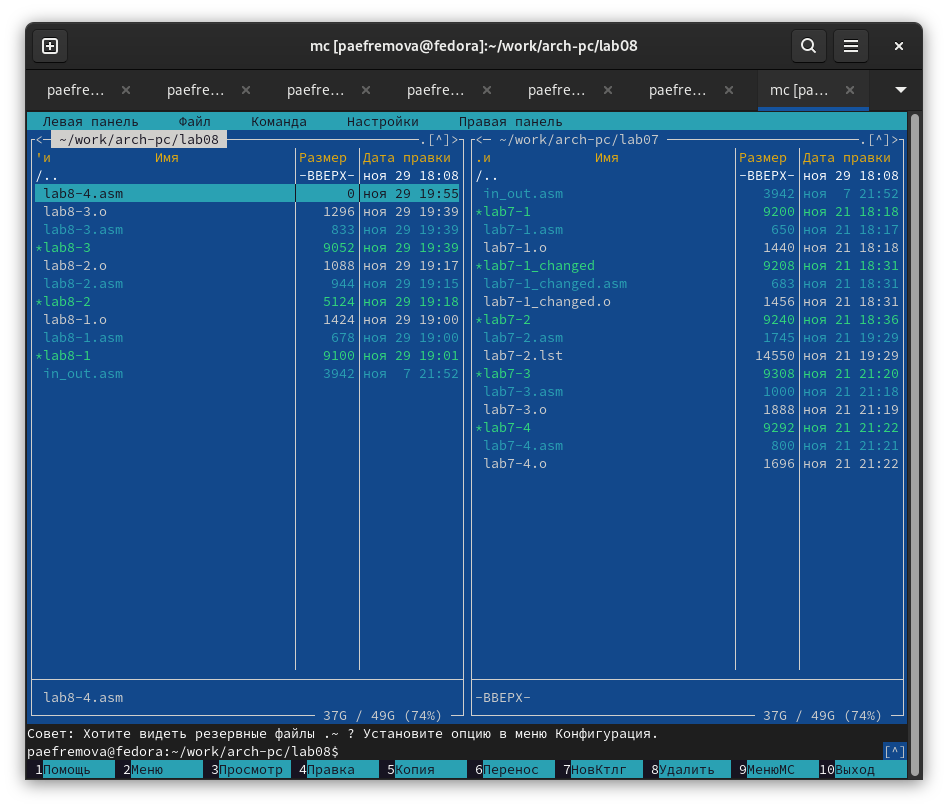 mc [paefremova@fedora]:~/work/arch-pc/lab08
paefre... × paefre... × paefre... × paefre... × paefre... × paefre... × mc [pa... ×
Левая панель Файл Команда Настройки Правая панель
<─ ~/work/arch-pc/lab08 .[^]> <─ ~/work/arch-pc/lab07 .[^]>
'и Имя Размер Дата правки .и Имя Размер Дата правки
/.. -ВВЕРХ- ноя 29 18:08 /.. -ВВЕРХ- ноя 29 18:08
lab8-4.asm 0 ноя 29 19:55 in_out.asm 3942 ноя 7 21:52
lab8-3.o 1296 ноя 29 19:39 *lab7-1 9200 ноя 21 18:18
lab8-3.asm 833 ноя 29 19:39 lab7-1.asm 650 ноя 21 18:17
*lab8-3 9052 ноя 29 19:39 lab7-1.o 1440 ноя 21 18:18
lab8-2.o 1088 ноя 29 19:17 *lab7-1_changed 9208 ноя 21 18:31
lab8-2.asm 944 ноя 29 19:15 lab7-1_changed.asm 683 ноя 21 18:31
*lab8-2 5124 ноя 29 19:18 lab7-1_changed.o 1456 ноя 21 18:31
lab8-1.o 1424 ноя 29 19:00 *lab7-2 9240 ноя 21 18:36
lab8-1.asm 678 ноя 29 19:00 lab7-2.asm 1745 ноя 21 19:29
*lab8-1 9100 ноя 29 19:01 lab7-2.lst 14550 ноя 21 19:29
in_out.asm 3942 ноя 7 21:52 *lab7-3 9308 ноя 21 21:20
lab7-3.asm 1000 ноя 21 21:18
lab7-3.o 1888 ноя 21 21:19
*lab7-4 9292 ноя 21 21:22
lab7-4.asm 800 ноя 21 21:21
lab7-4.o 1696 ноя 21 21:22
lab8-4.asm -ВВЕРХ-
37G / 49G (74%) 37G / 49G (74%)
Совет: Хотите видеть резервные файлы .~ ? Установите опцию в меню Конфигурация.
paefremova@fedora:~/work/arch-pc/lab08$ [^]
1Помощь 2Меню 3Просмотр 4Правка 5Копия 6Перенос 7НовКтлг 8Удалить 9МенюМС 10Выход